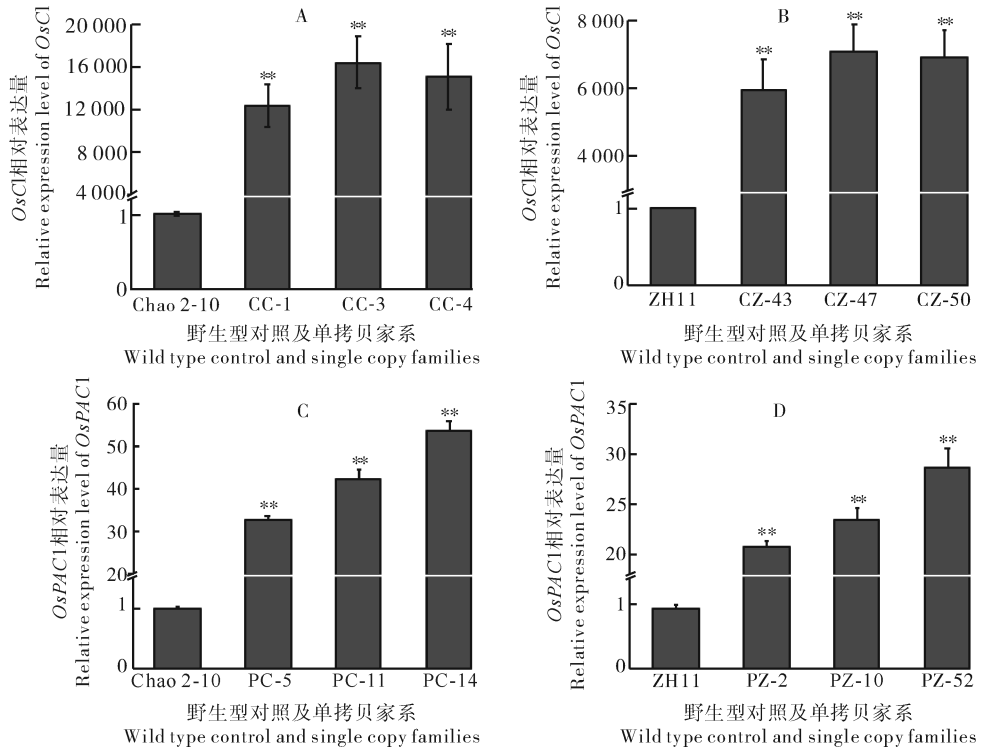 A
OsCl相对表达量
Relative expression level of OsCl
20 000
16 000
12 000
8 000
4 000
1
0
**
**
**
Chao 2-10
CC-1
CC-3
CC-4
野生型对照及单拷贝家系
Wild type control and single copy families
B
OsCl相对表达量
Relative expression level of OsCl
8 000
6 000
4 000
1
0
**
**
**
ZH11
CZ-43
CZ-47
CZ-50
野生型对照及单拷贝家系
Wild type control and single copy families
C
OsPAC1相对表达量
Relative expression level of OsPAC1
60
50
40
30
20
1
0
**
**
**
Chao 2-10
PC-5
PC-11
PC-14
野生型对照及单拷贝家系
Wild type control and single copy families
D
OsPAC1相对表达量
Relative expression level of OsPAC1
35
30
25
20
1
0
**
**
**
ZH11
PZ-2
PZ-10
PZ-52
野生型对照及单拷贝家系
Wild type control and single copy families